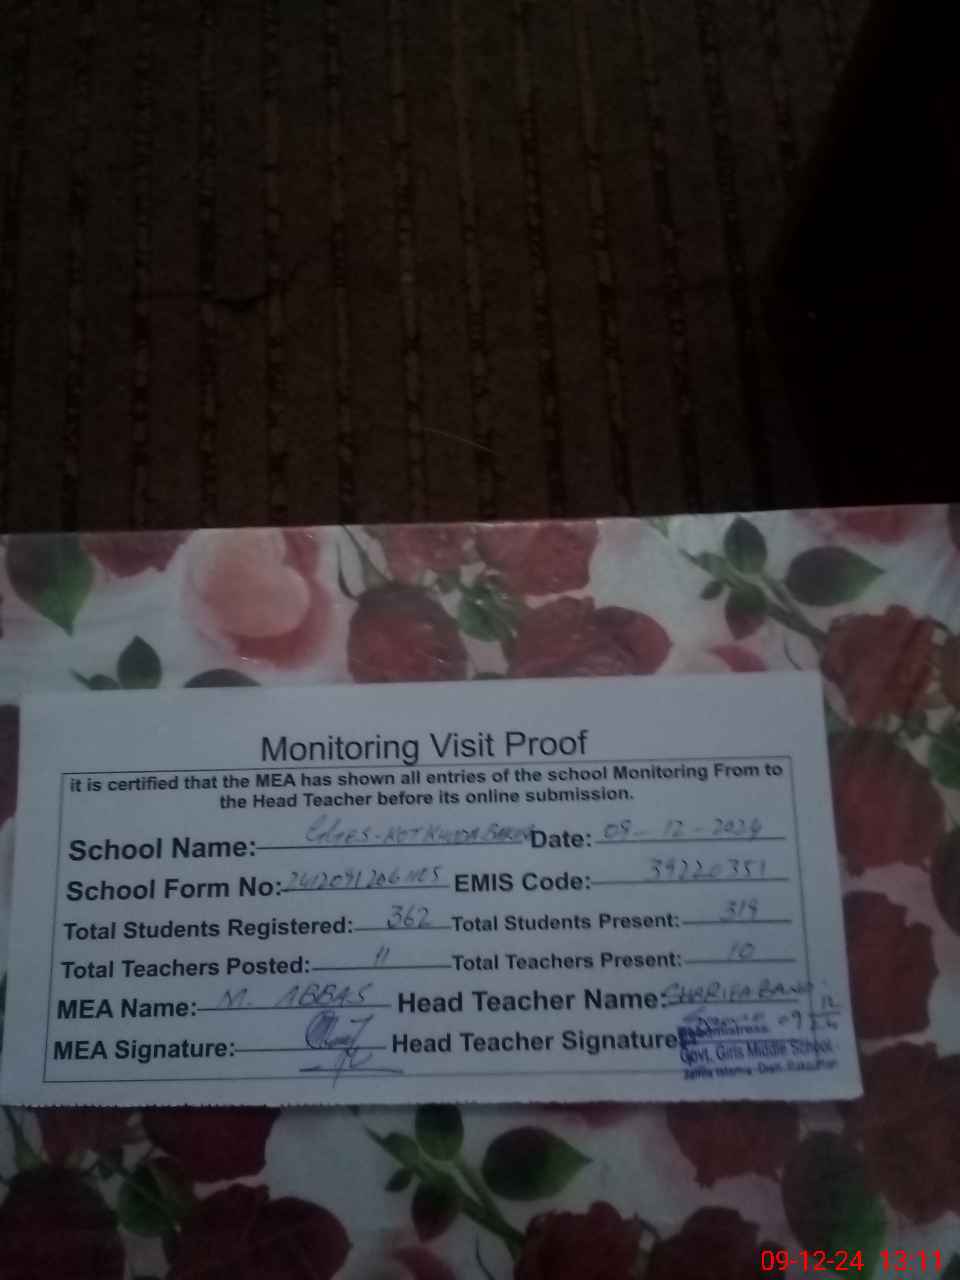 Monitoring Visit Proof
it is certified that the MEA has shown all entries of the school Monitoring From to
the Head Teacher before its online submission.
School Name: Date: 09-12-2024
School Form No: EMIS Code: 39220351
Total Students Registered: 362 Total Students Present: 319
Total Teachers Posted: 11 Total Teachers Present: 10
MEA Name: M. ABBAS Head Teacher Name: SHARIFA BANO
MEA Signature: Head Teacher Signature
Govt. Girls Middle School
09-12-24 13:11